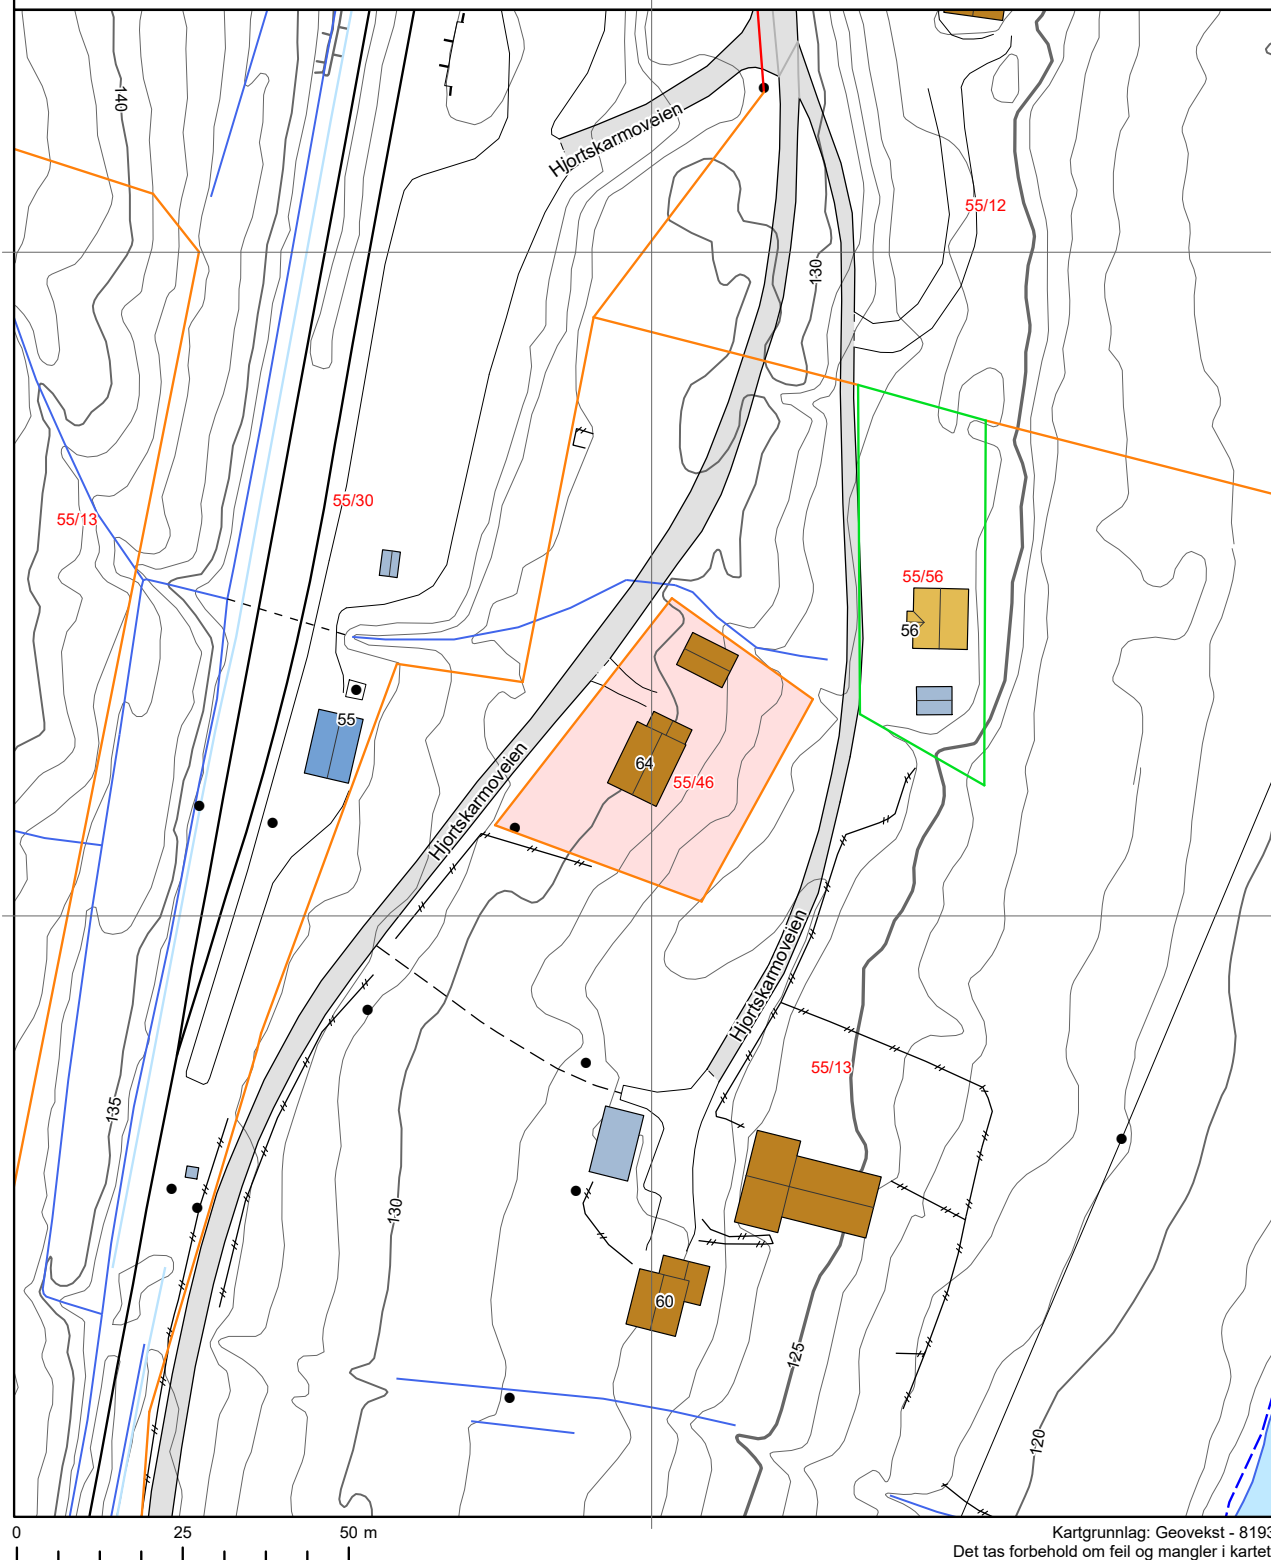 140
Hjortskarmoveien
55/12
130
55/30
55/13
55/56
56
55
64
55/46
Hjortskarmoveien
Hjortskarmoveien
55/13
135
130
60
125
120
0 25 50 m
Kartgrunnlag: Geovekst - 8193
Det tas forbehold om feil og mangler i kartet